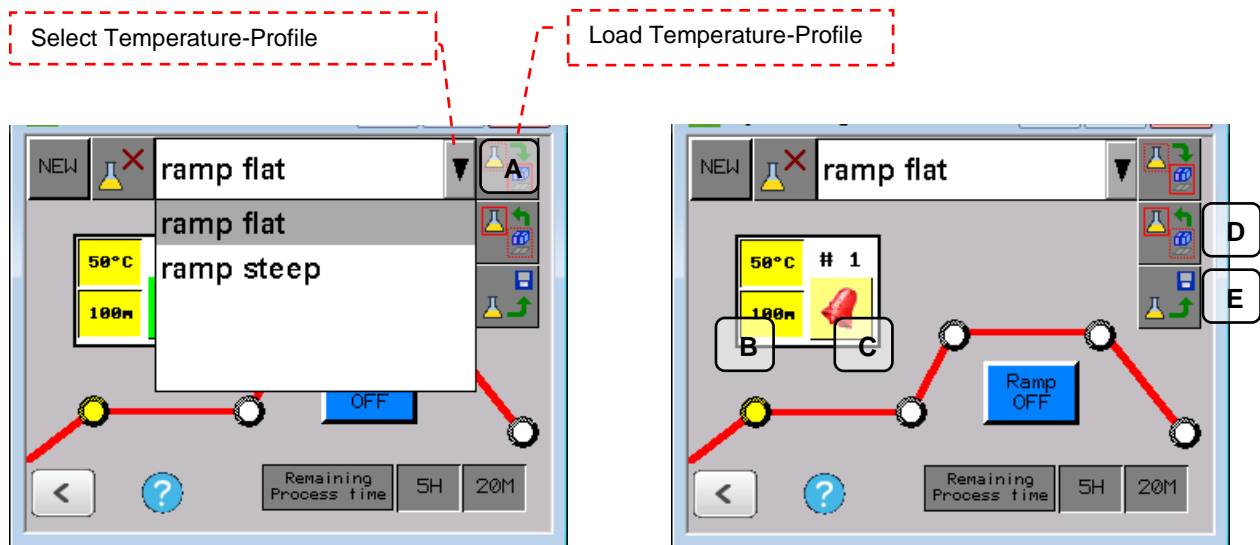 Select Temperature-Profile
Load Temperature-Profile
NEW
ramp flat
▼
A
ramp flat
ramp steep
50°C
100m
OFF
<
?
Remaining
Process time
5H
20M
NEW
ramp flat
▼
D
50°C
# 1
E
100m
B
C
Ramp
OFF
<
?
Remaining
Process time
5H
20M